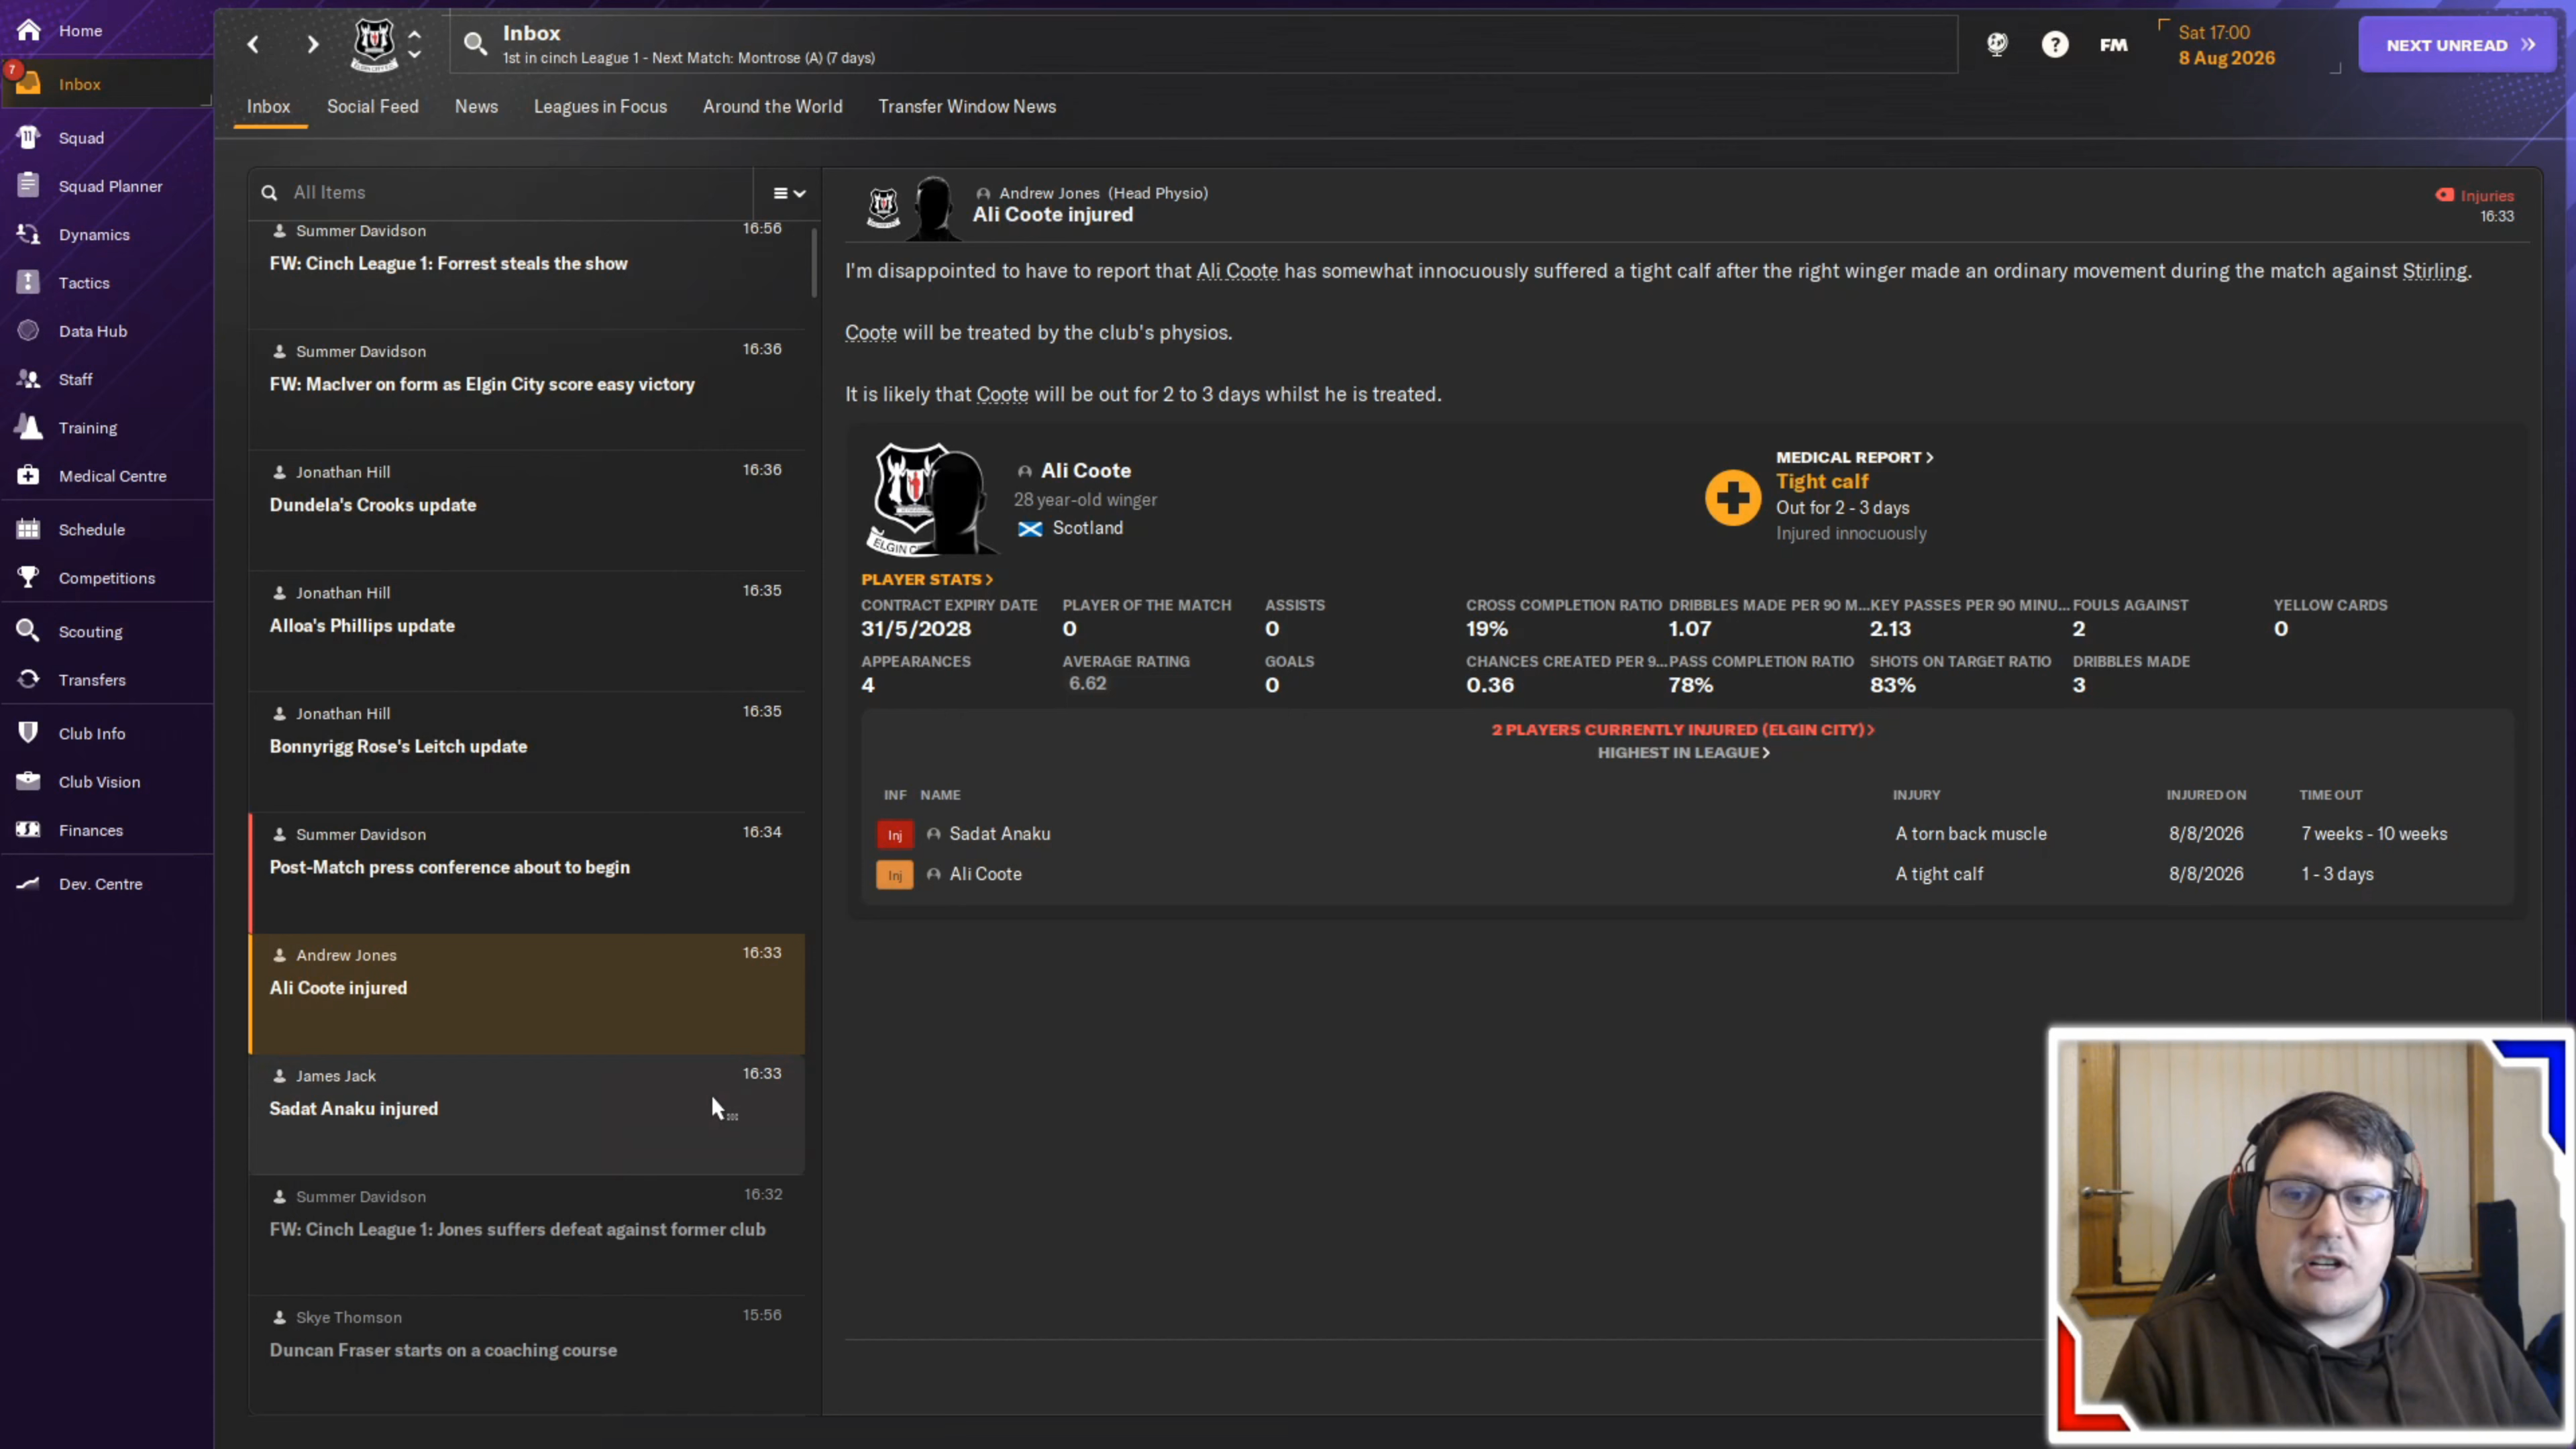 Home
7
Inbox
Squad
Squad Planner
Dynamics
Tactics
Data Hub
Staff
Training
Medical Centre
Schedule
Competitions
Scouting
Transfers
Club Info
Club Vision
Finances
Dev. Centre
Inbox
1st in cinch League 1 - Next Match: Montrose (A) (7 days)
?
FM
Sat 17:00
8 Aug 2026
NEXT UNREAD
Inbox
Social Feed
News
Leagues in Focus
Around the World
Transfer Window News
All Items
Summer Davidson 16:56
FW: Cinch League 1: Forrest steals the show
Summer Davidson 16:36
FW: MacIver on form as Elgin City score easy victory
Jonathan Hill 16:36
Dundela's Crooks update
Jonathan Hill 16:35
Alloa's Phillips update
Jonathan Hill 16:35
Bonnyrigg Rose's Leitch update
Summer Davidson 16:34
Post-Match press conference about to begin
Andrew Jones 16:33
Ali Coote injured
James Jack 16:33
Sadat Anaku injured
Summer Davidson 16:32
FW: Cinch League 1: Jones suffers defeat against former club
Skye Thomson 15:56
Duncan Fraser starts on a coaching course
Andrew Jones (Head Physio)
Ali Coote injured
Injuries
16:33
I'm disappointed to have to report that Ali Coote has somewhat innocuously suffered a tight calf after the right winger made an ordinary movement during the match against Stirling.
Coote will be treated by the club's physios.
It is likely that Coote will be out for 2 to 3 days whilst he is treated.
ELGIN C
Ali Coote
28 year-old winger
Scotland
MEDICAL REPORT >
Tight calf
Out for 2 - 3 days
Injured innocuously
PLAYER STATS >
CONTRACT EXPIRY DATE PLAYER OF THE MATCH ASSISTS CROSS COMPLETION RATIO DRIBBLES MADE PER 90 M... KEY PASSES PER 90 MINU... FOULS AGAINST YELLOW CARDS
31/5/2028 0 0 19% 1.07 2.13 2 0
APPEARANCES AVERAGE RATING GOALS CHANCES CREATED PER 9... PASS COMPLETION RATIO SHOTS ON TARGET RATIO DRIBBLES MADE
4 6.62 0 0.36 78% 83% 3
2 PLAYERS CURRENTLY INJURED (ELGIN CITY) >
HIGHEST IN LEAGUE >
INF NAME INJURY INJURED ON TIME OUT
Inj Sadat Anaku A torn back muscle 8/8/2026 7 weeks - 10 weeks
Inj Ali Coote A tight calf 8/8/2026 1 - 3 days